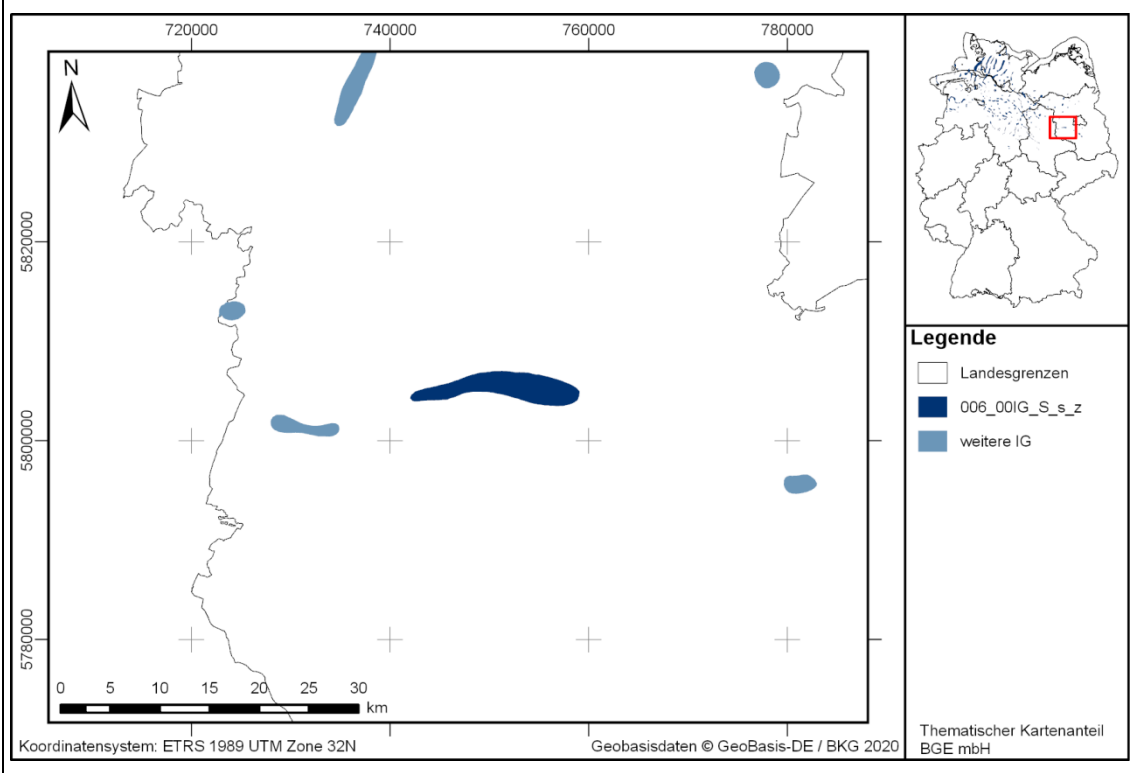 720000 740000 760000 780000
N
5820000
5800000
5780000
0 5 10 15 20 25 30
km
Koordinatensystem: ETRS 1989 UTM Zone 32N
Geobasisdaten © GeoBasis-DE / BKG 2020
Legende
Landesgrenzen
006_00IG_S_s_z
weitere IG
Thematischer Kartenanteil
BGE mbH